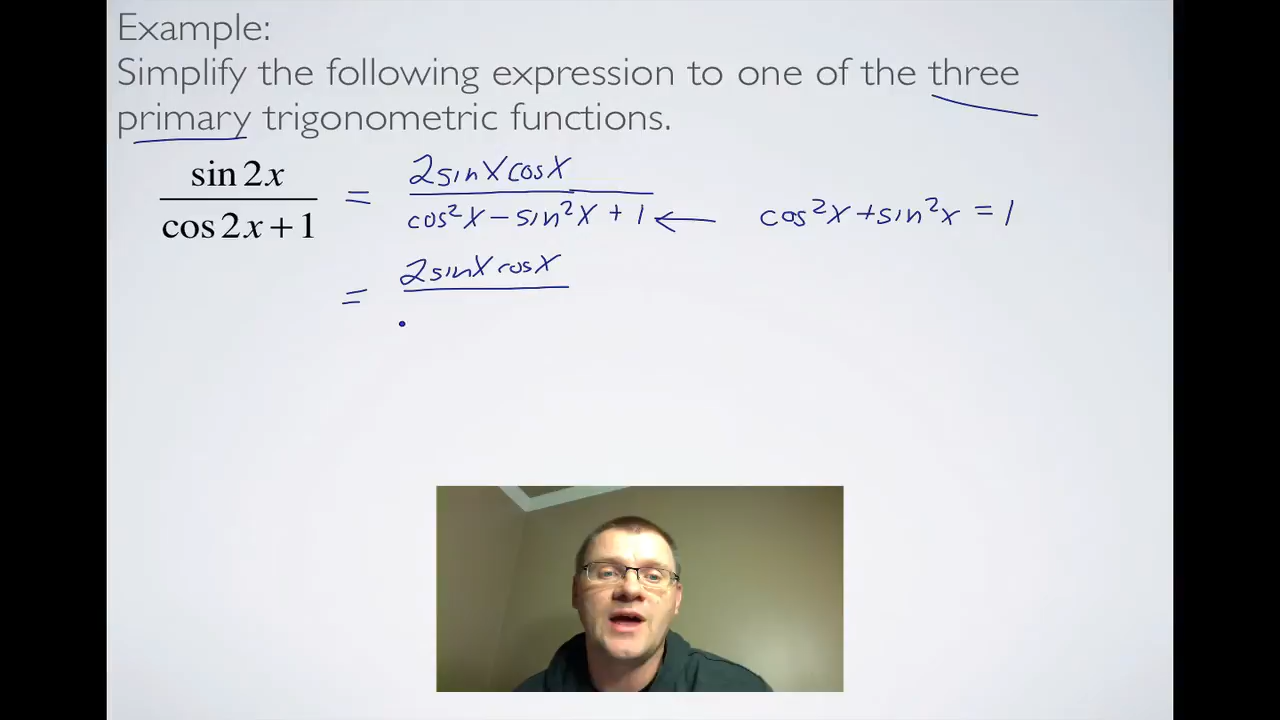 Example:
Simplify the following expression to one of the three
primary trigonometric functions.
sin 2x / cos 2x + 1 = 2sinx cosx / cos²x − sin²x + 1 ← cos²x + sin²x = 1
= 2sinx cosx